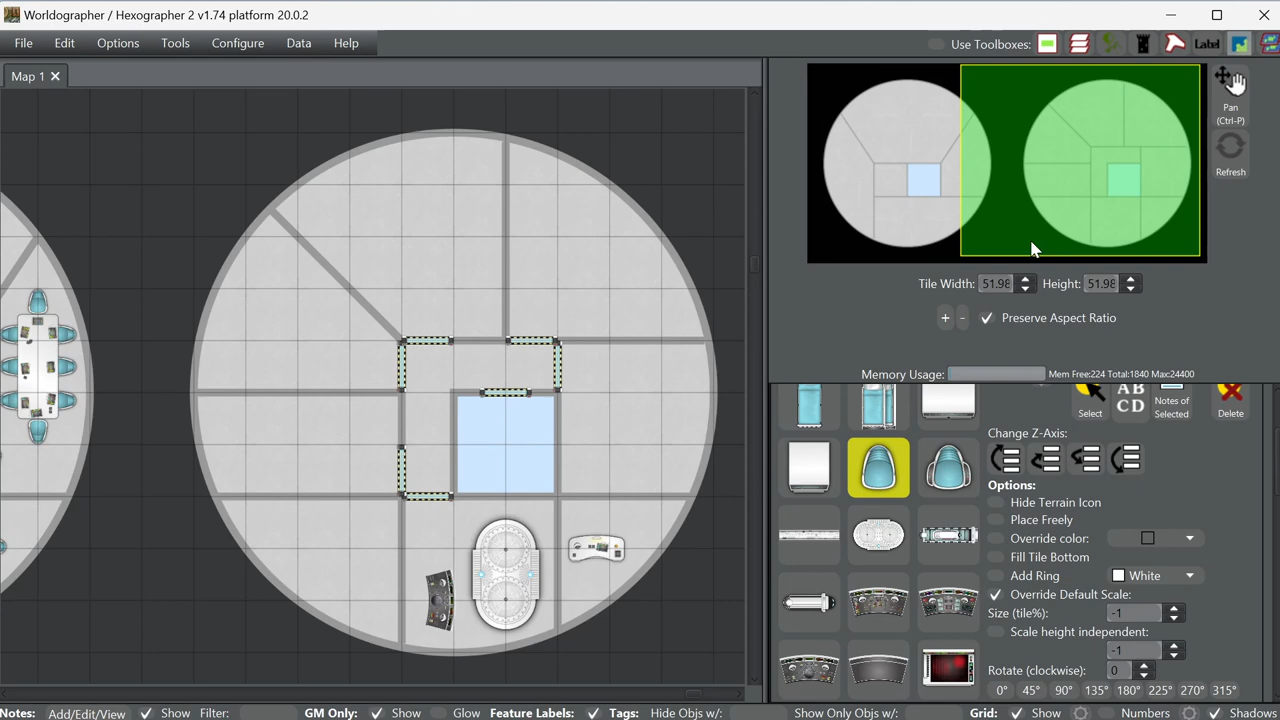 Worldographer / Hexographer 2 v1.74 platform 20.0.2
File Edit Options Tools Configure Data Help
Use Toolboxes: Label
Map 1
Pan
(Ctrl-P)
Refresh
Tile Width: 51.98 Height: 51.98
+ - Preserve Aspect Ratio
Memory Usage: Mem Free:224 Total:1840 Max:24400
A B
C D
Select Notes of Selected Delete
Change Z-Axis:
Options:
Hide Terrain Icon
Place Freely
Override color:
Fill Tile Bottom
Add Ring White
Override Default Scale:
Size (tile%): -1
Scale height independent:
-1
Rotate (clockwise): 0
0° 45° 90° 135° 180° 225° 270° 315°
Notes: Add/Edit/View Show Filter: GM Only: Show Glow Feature Labels: Tags: Hide Objs w/: Show Only Objs w/: Grid: Show Numbers Shadows